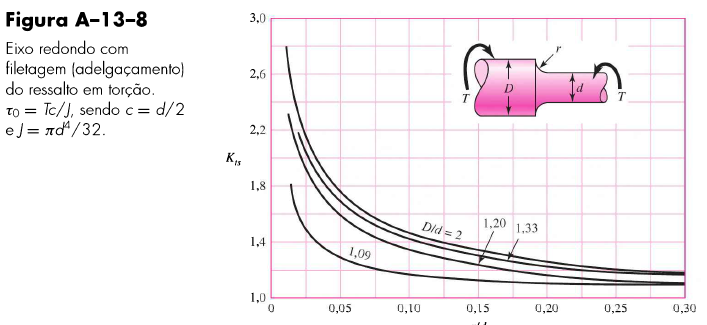 Figura A–13–8
Eixo redondo com
filetagem (adelgaçamento)
do ressalto em torção.
τ₀ = Tc/J, sendo c = d/2
e J = πd⁴/32.
3,0
2,6
2,2
1,8
1,4
1,0
Kₜₛ
r
T
D
d
T
D/d = 2
1,20
1,33
1,09
0
0,05
0,10
0,15
0,20
0,25
0,30